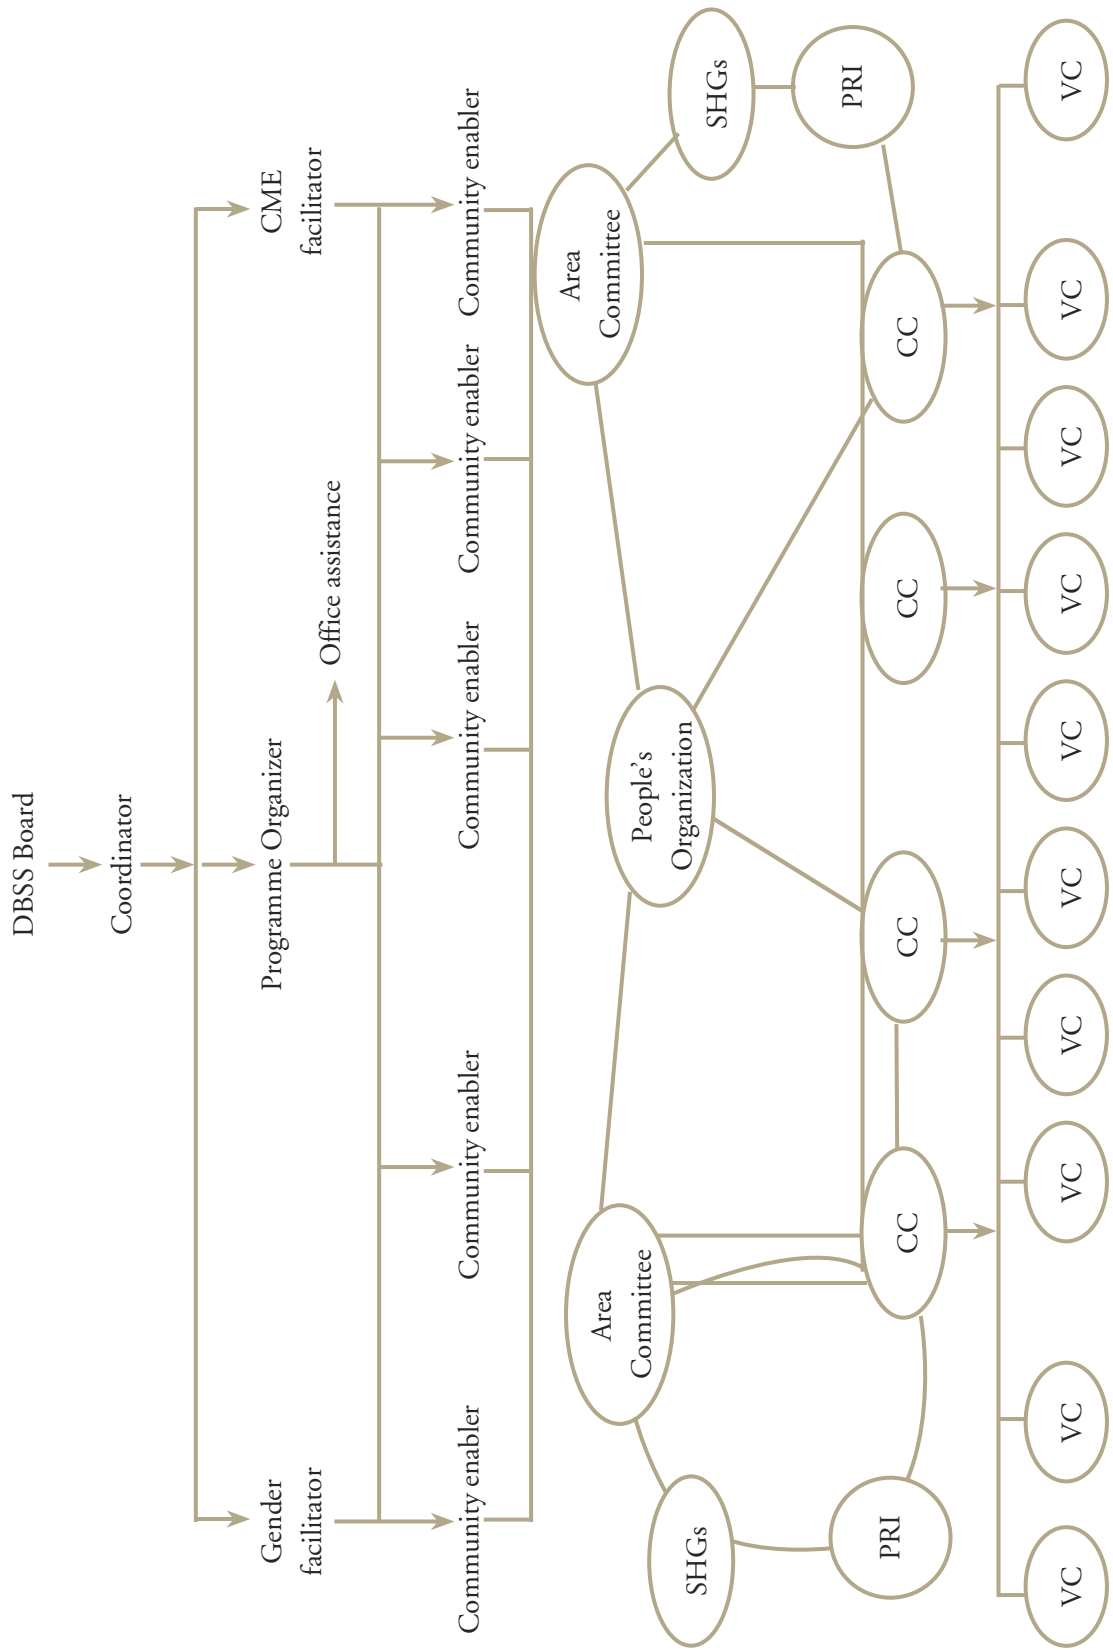 DBSS Board
Coordinator
Gender
facilitator
Programme Organizer
CME
facilitator
Office assistance
Community enabler
Community enabler
Community enabler
Community enabler
Community enabler
Area
Committee
People's
Organization
Area
Committee
SHGs
SHGs
PRI
PRI
CC
CC
CC
CC
VC
VC
VC
VC
VC
VC
VC
VC
VC
VC